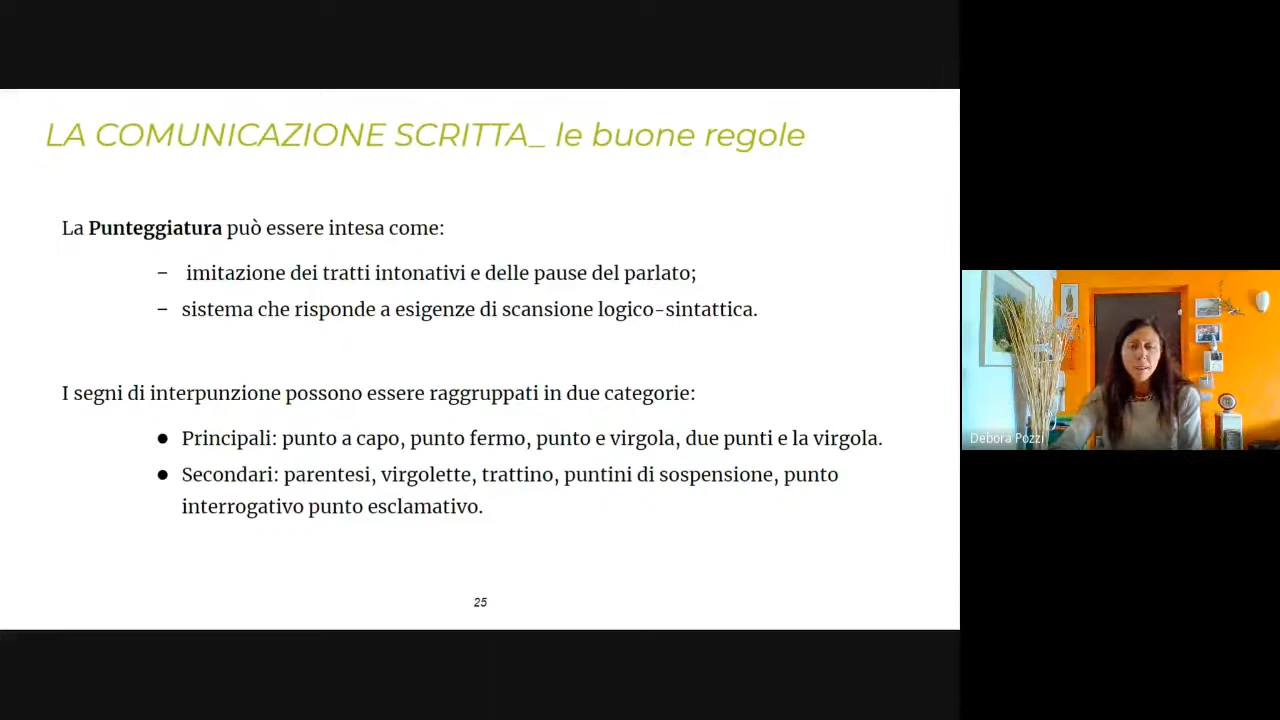 LA COMUNICAZIONE SCRITTA_ le buone regole
La Punteggiatura può essere intesa come:
– imitazione dei tratti intonativi e delle pause del parlato;
– sistema che risponde a esigenze di scansione logico-sintattica.
I segni di interpunzione possono essere raggruppati in due categorie:
● Principali: punto a capo, punto fermo, punto e virgola, due punti e la virgola.
● Secondari: parentesi, virgolette, trattino, puntini di sospensione, punto
interrogativo punto esclamativo.
25
Debora Pozzi